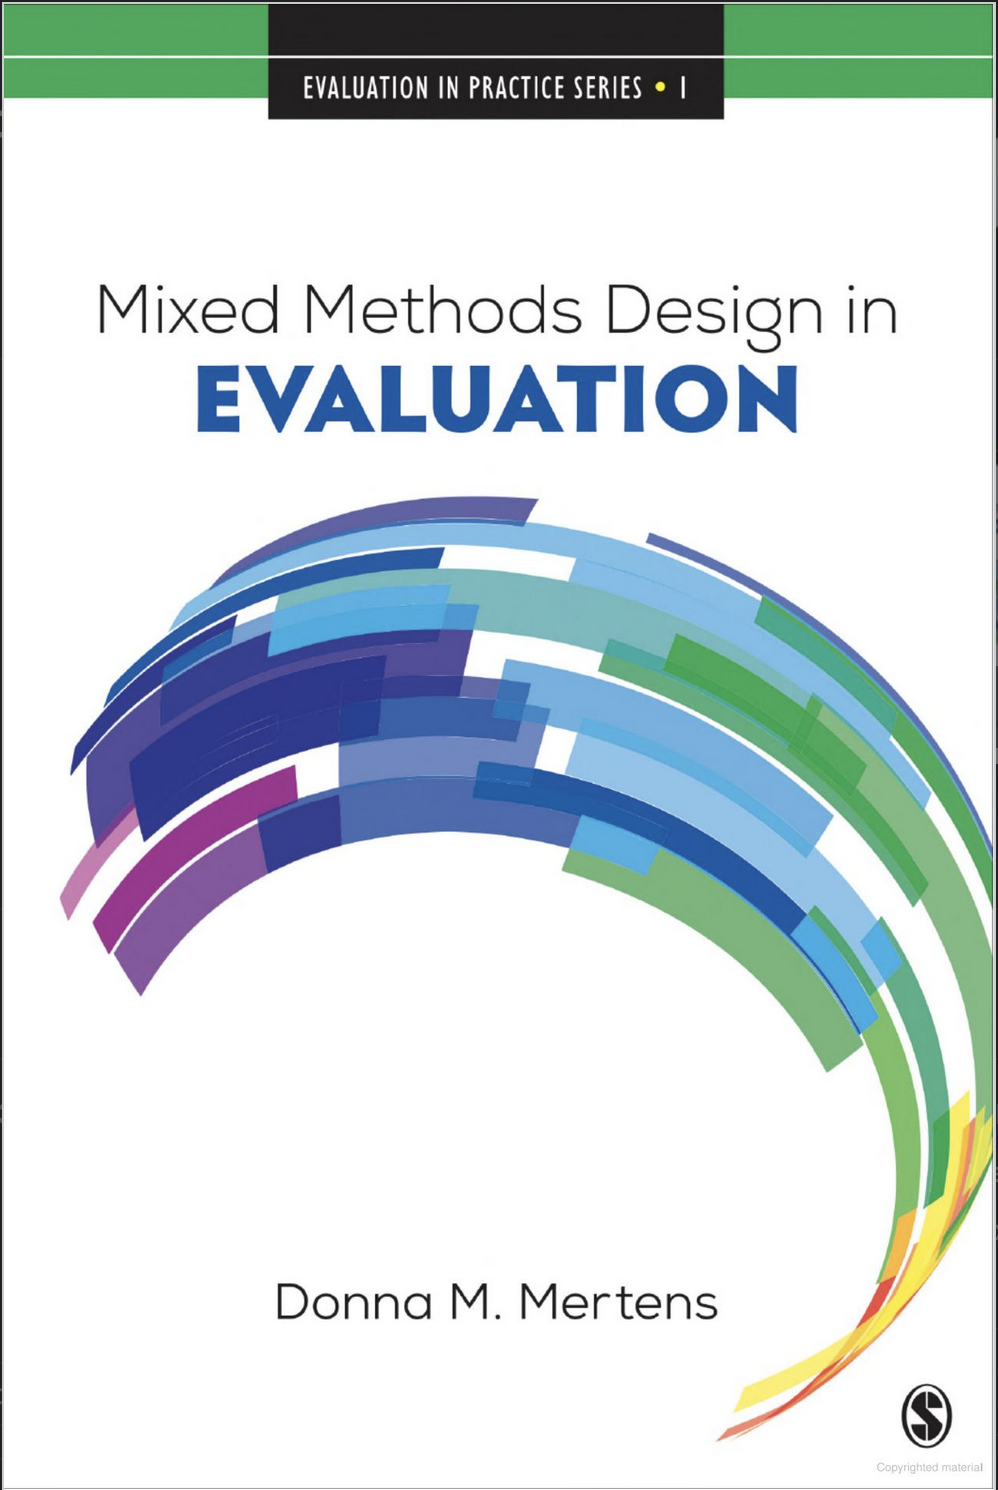 EVALUATION IN PRACTICE SERIES • 1
Mixed Methods Design in
EVALUATION
Donna M. Mertens
S
Copyrighted material